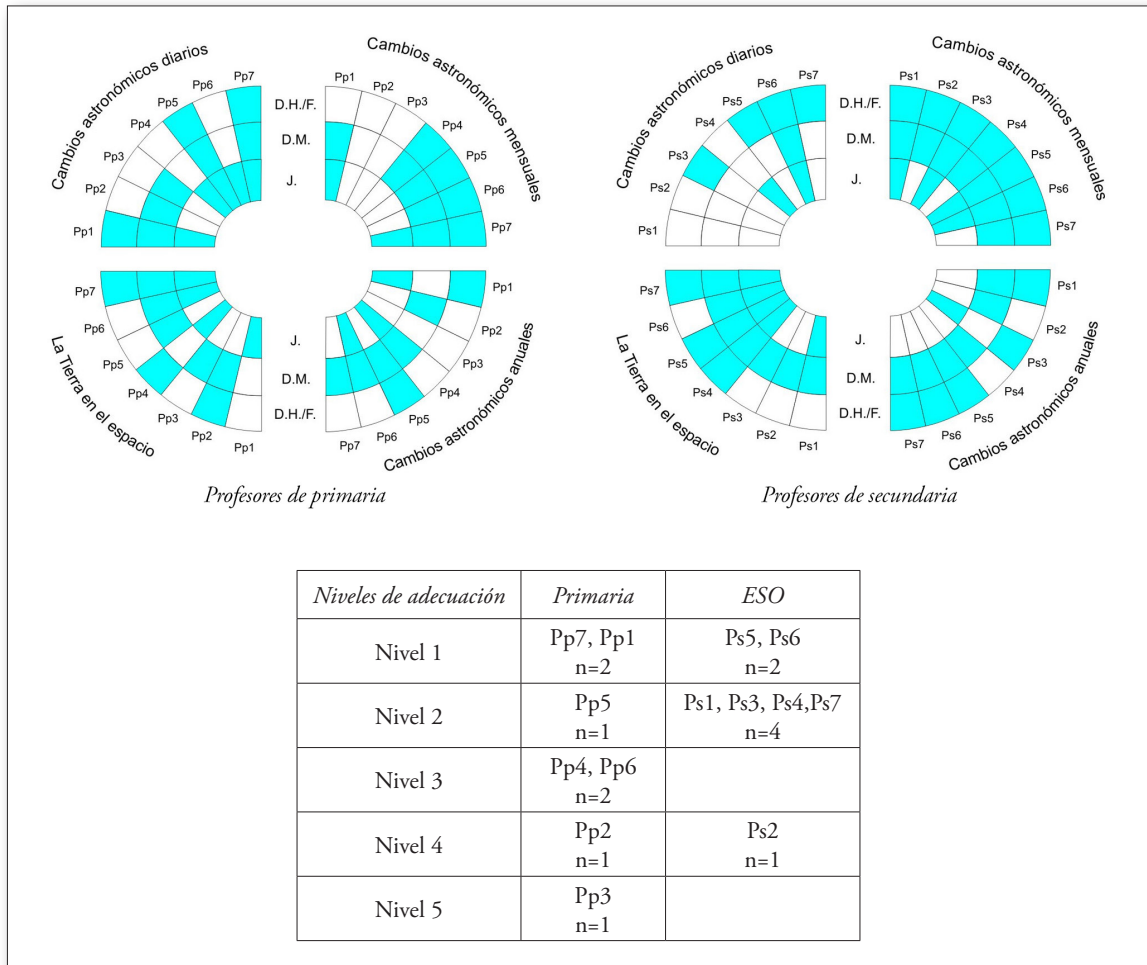 Cambios astronómicos diarios
Pp1
Pp2
Pp3
Pp4
Pp5
Pp6
Pp7
D.H./F.
D.M.
J.
Cambios astronómicos mensuales
Pp1
Pp2
Pp3
Pp4
Pp5
Pp6
Pp7
La Tierra en el espacio
Pp7
Pp6
Pp5
Pp4
Pp3
Pp2
Pp1
J.
D.M.
D.H./F.
Cambios astronómicos anuales
Pp1
Pp2
Pp3
Pp4
Pp5
Pp6
Pp7
Profesores de primaria
Cambios astronómicos diarios
Ps1
Ps2
Ps3
Ps4
Ps5
Ps6
Ps7
D.H./F.
D.M.
J.
Cambios astronómicos mensuales
Ps1
Ps2
Ps3
Ps4
Ps5
Ps6
Ps7
La Tierra en el espacio
Ps7
Ps6
Ps5
Ps4
Ps3
Ps2
Ps1
J.
D.M.
D.H./F.
Cambios astronómicos anuales
Ps1
Ps2
Ps3
Ps4
Ps5
Ps6
Ps7
Profesores de secundaria
Niveles de adecuación Primaria ESO
Nivel 1
Pp7, Pp1
n=2
Ps5, Ps6
n=2
Nivel 2
Pp5
n=1
Ps1, Ps3, Ps4,Ps7
n=4
Nivel 3
Pp4, Pp6
n=2
Nivel 4
Pp2
n=1
Ps2
n=1
Nivel 5
Pp3
n=1